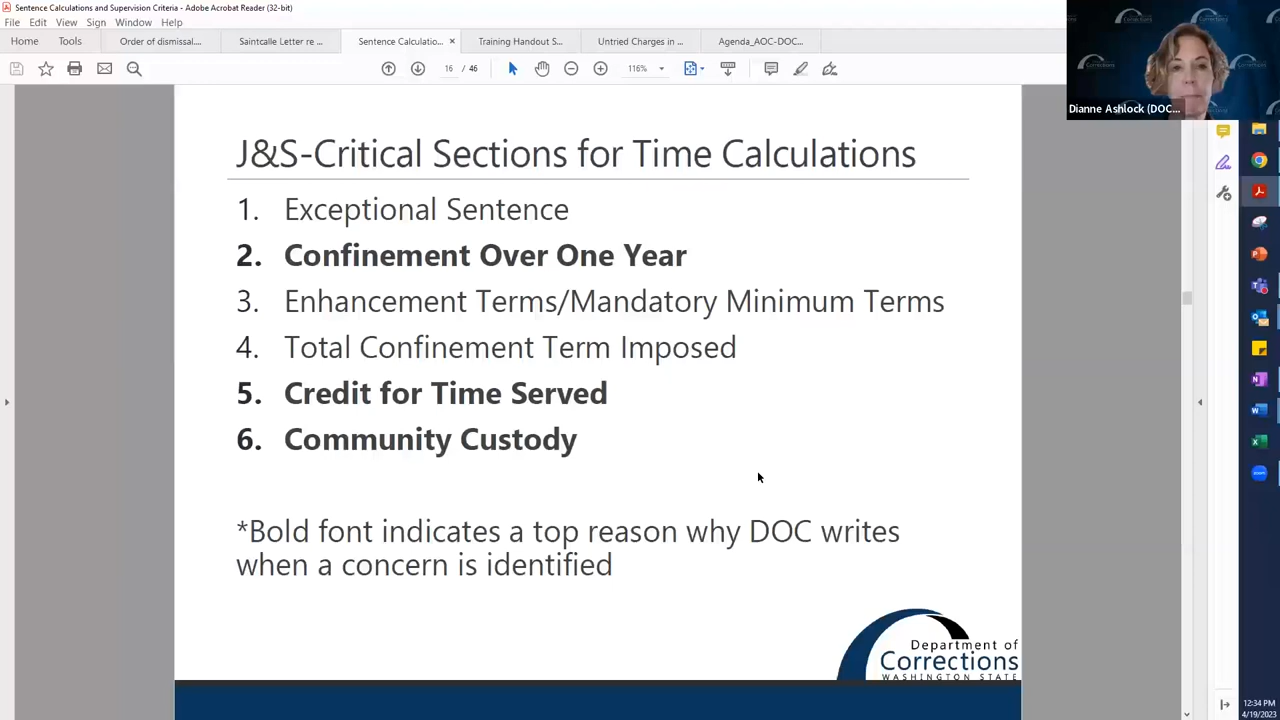 Sentence Calculations and Supervision Criteria - Adobe Acrobat Reader (32-bit)
File Edit View Sign Window Help
Home Tools Order of dismissal.... Saintcalle Letter re ... Sentence Calculatio... × Training Handout S... Untried Charges in ... Agenda_AOC-DOC...
16 / 46 116%
Dianne Ashlock (DOC...
J&S-Critical Sections for Time Calculations
1. Exceptional Sentence
2. Confinement Over One Year
3. Enhancement Terms/Mandatory Minimum Terms
4. Total Confinement Term Imposed
5. Credit for Time Served
6. Community Custody
*Bold font indicates a top reason why DOC writes
when a concern is identified
Department of
Corrections
WASHINGTON STATE
12:34 PM
4/19/2023